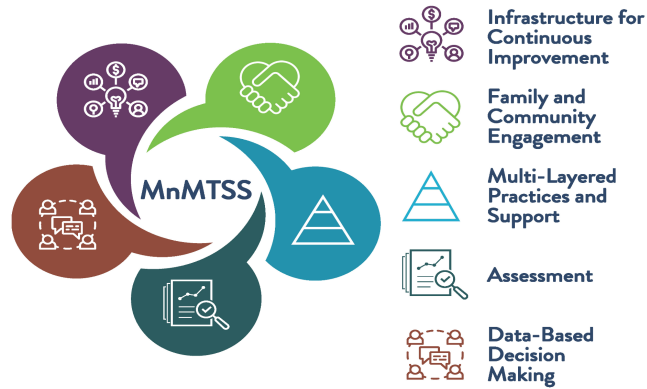 MnMTSS
Infrastructure for
Continuous
Improvement
Family and
Community
Engagement
Multi-Layered
Practices and
Support
Assessment
Data-Based
Decision
Making